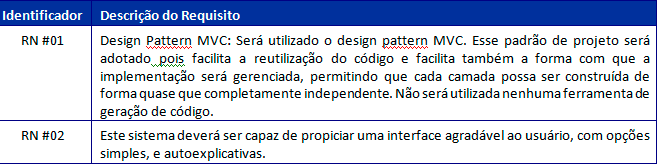 Identificador Descrição do Requisito
RN #01 Design Pattern MVC: Será utilizado o design pattern MVC. Esse padrão de projeto será
adotado pois facilita a reutilização do código e facilita também a forma com que a
implementação será gerenciada, permitindo que cada camada possa ser construída de
forma quase que completamente independente. Não será utilizada nenhuma ferramenta de
geração de código.
RN #02 Este sistema deverá ser capaz de propiciar uma interface agradável ao usuário, com opções
simples, e autoexplicativas.